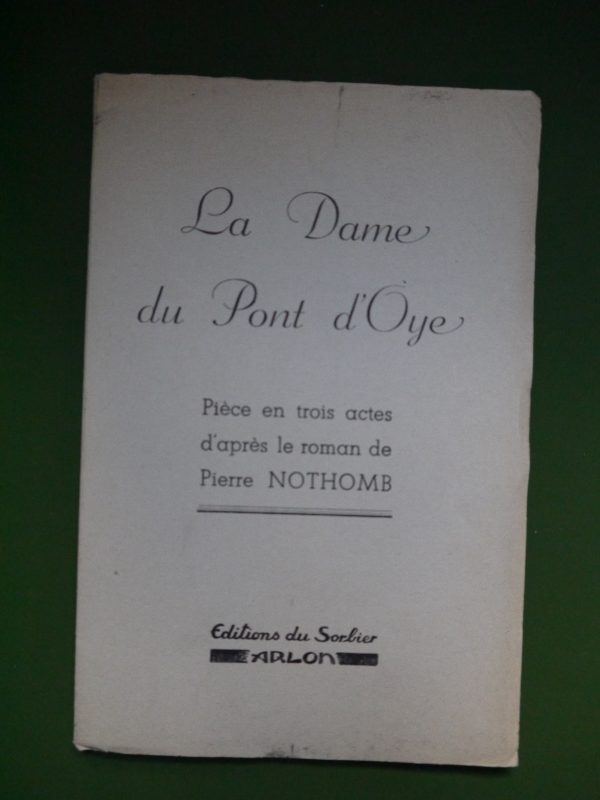 La Dame
du Pont d'Oye
Pièce en trois actes
d'après le roman de
Pierre NOTHOMB
Editions du Sorbier
ARLON